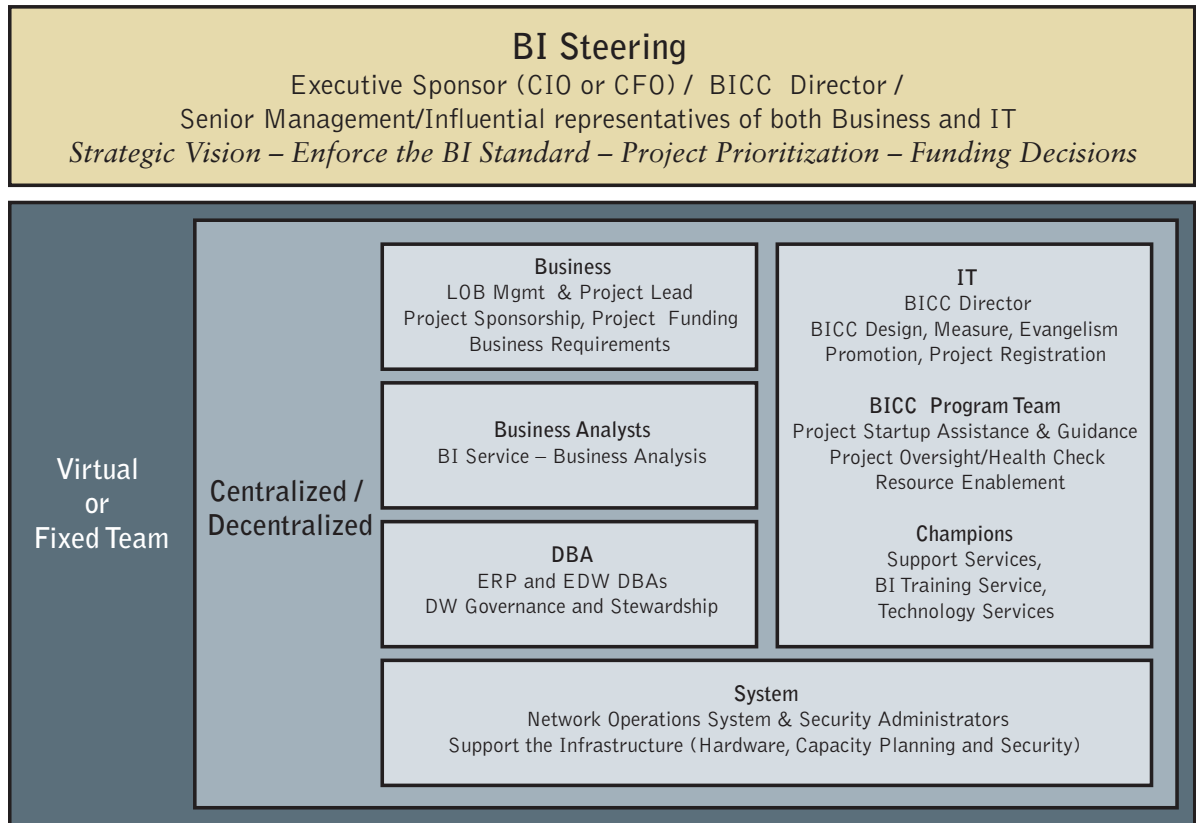 BI Steering
Executive Sponsor (CIO or CFO) / BICC Director /
Senior Management/Influential representatives of both Business and IT
Strategic Vision – Enforce the BI Standard – Project Prioritization – Funding Decisions
Virtual
or
Fixed Team
Centralized /
Decentralized
Business
LOB Mgmt & Project Lead
Project Sponsorship, Project Funding
Business Requirements
Business Analysts
BI Service – Business Analysis
DBA
ERP and EDW DBAs
DW Governance and Stewardship
IT
BICC Director
BICC Design, Measure, Evangelism
Promotion, Project Registration
BICC Program Team
Project Startup Assistance & Guidance
Project Oversight/Health Check
Resource Enablement
Champions
Support Services,
BI Training Service,
Technology Services
System
Network Operations System & Security Administrators
Support the Infrastructure (Hardware, Capacity Planning and Security)